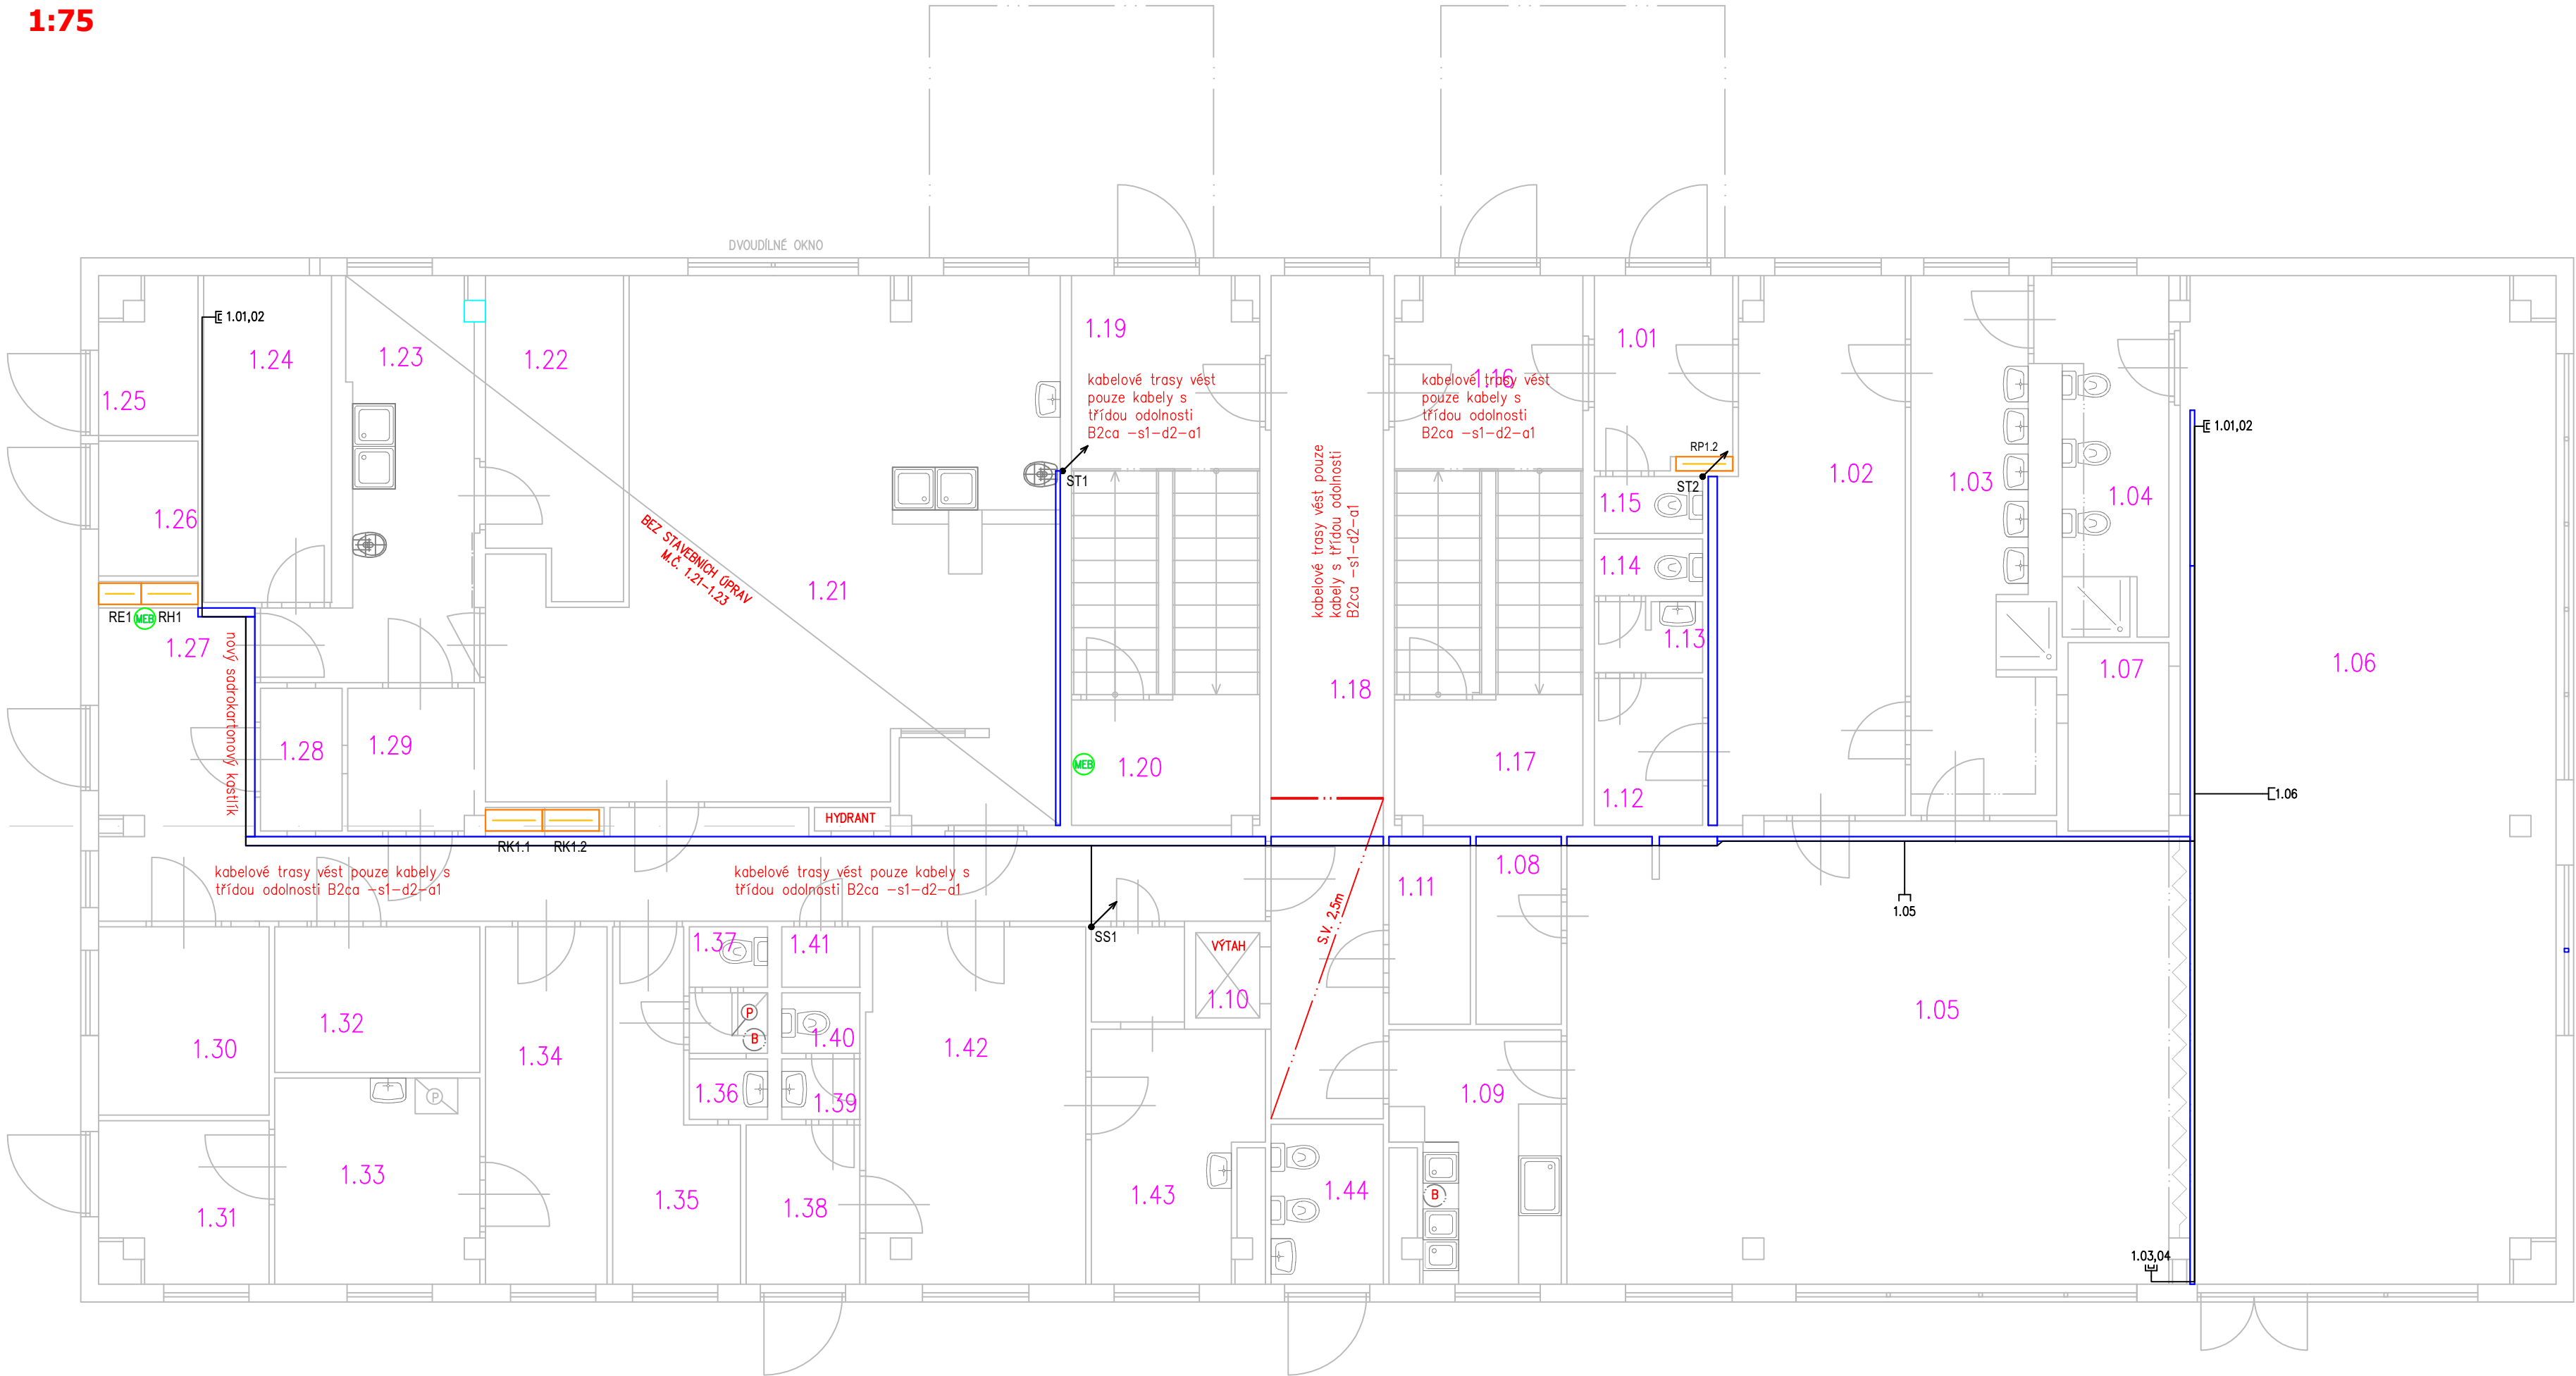 1:75
DVOUDÍLNÉ OKNO
1.01,02
1.24
1.23
1.22
1.25
1.26
1.19
kabelové trasy vést
pouze kabely s
třídou odolnosti
B2ca -s1-d2-a1
1.16
kabelové trasy vést
pouze kabely s
třídou odolnosti
B2ca -s1-d2-a1
1.01
RP1.2
ST1
ST2
1.02
1.03
1.04
1.01,02
1.15
1.14
1.13
BEZ STAVEBNÍCH ÚPRAV
M.Č. 1.21-1.23
1.21
kabelové trasy vést pouze
kabely s třídou odolnosti
B2ca -s1-d2-a1
RE1
MEB
RH1
1.27
nový sadrokartonový kastlík
1.28
1.29
1.18
1.07
1.06
MEB
1.20
1.17
1.12
1.06
HYDRANT
RK1.1
RK1.2
kabelové trasy vést pouze kabely s
třídou odolnosti B2ca -s1-d2-a1
kabelové trasy vést pouze kabely s
třídou odolnosti B2ca -s1-d2-a1
1.11
1.08
1.05
S.V. 2,5m
SS1
VÝTAH
1.10
1.37
1.41
1.30
1.32
1.34
P
B
1.40
1.42
1.36
1.39
1.09
1.05
P
1.33
1.31
1.35
1.38
1.43
1.44
B
1.03,04